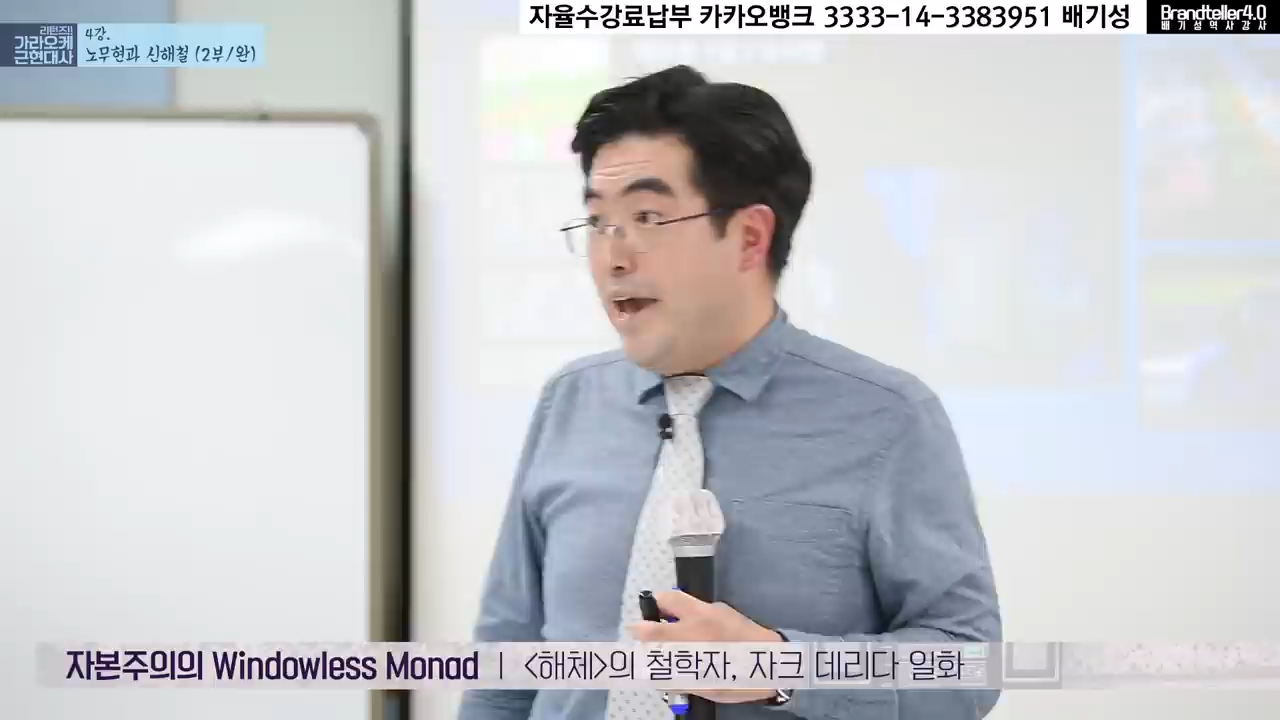 리턴즈!!
가라오케
근현대사
4강.
노무현과 신해철 (2부/완)
자율수강료납부 카카오뱅크 3333-14-3383951 배기성
Brandteller4.0
배기성역사강사
자본주의의 Windowless Monad | <해체>의 철학자, 자크 데리다 일화